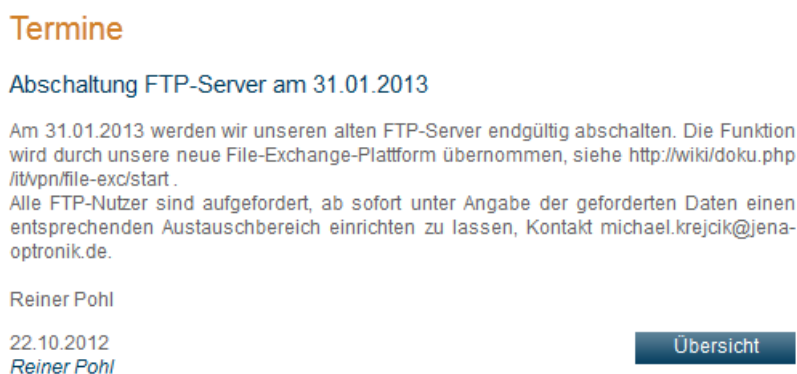 Termine
Abschaltung FTP-Server am 31.01.2013
Am 31.01.2013 werden wir unseren alten FTP-Server endgültig abschalten. Die Funktion
wird durch unsere neue File-Exchange-Plattform übernommen, siehe http://wiki/doku.php
/it/vpn/file-exc/start .
Alle FTP-Nutzer sind aufgefordert, ab sofort unter Angabe der geforderten Daten einen
entsprechenden Austauschbereich einrichten zu lassen, Kontakt michael.krejcik@jena-
optronik.de.
Reiner Pohl
22.10.2012
Übersicht
Reiner Pohl